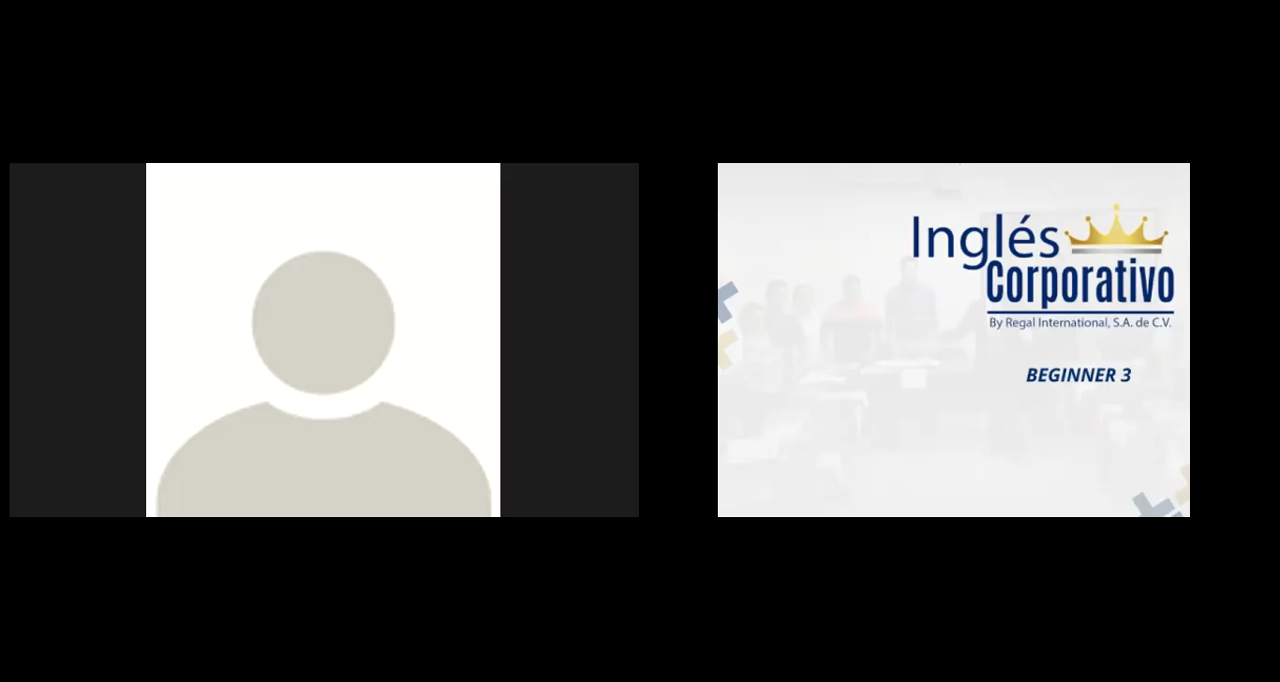 Inglés
Corporativo
By Regal International, S.A. de C.V.
BEGINNER 3